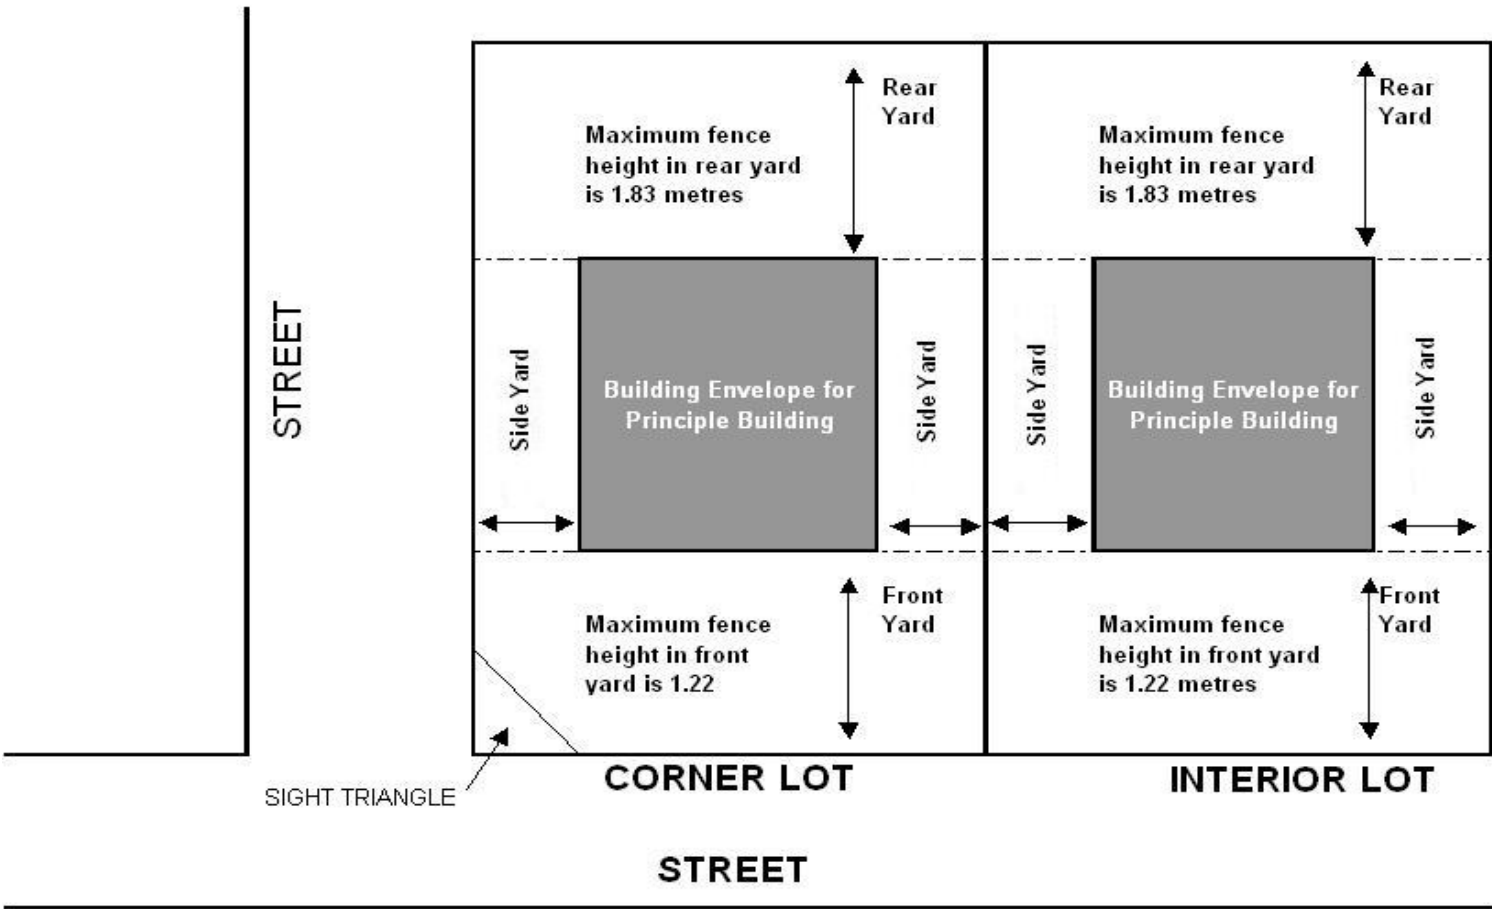 Rear
Yard
Maximum fence
height in rear yard
is 1.83 metres
Rear
Yard
Maximum fence
height in rear yard
is 1.83 metres
STREET
Side Yard
Building Envelope for
Principle Building
Side Yard
Side Yard
Building Envelope for
Principle Building
Side Yard
Front
Yard
Maximum fence
height in front
yard is 1.22
Front
Yard
Maximum fence
height in front yard
is 1.22 metres
SIGHT TRIANGLE
CORNER LOT
INTERIOR LOT
STREET